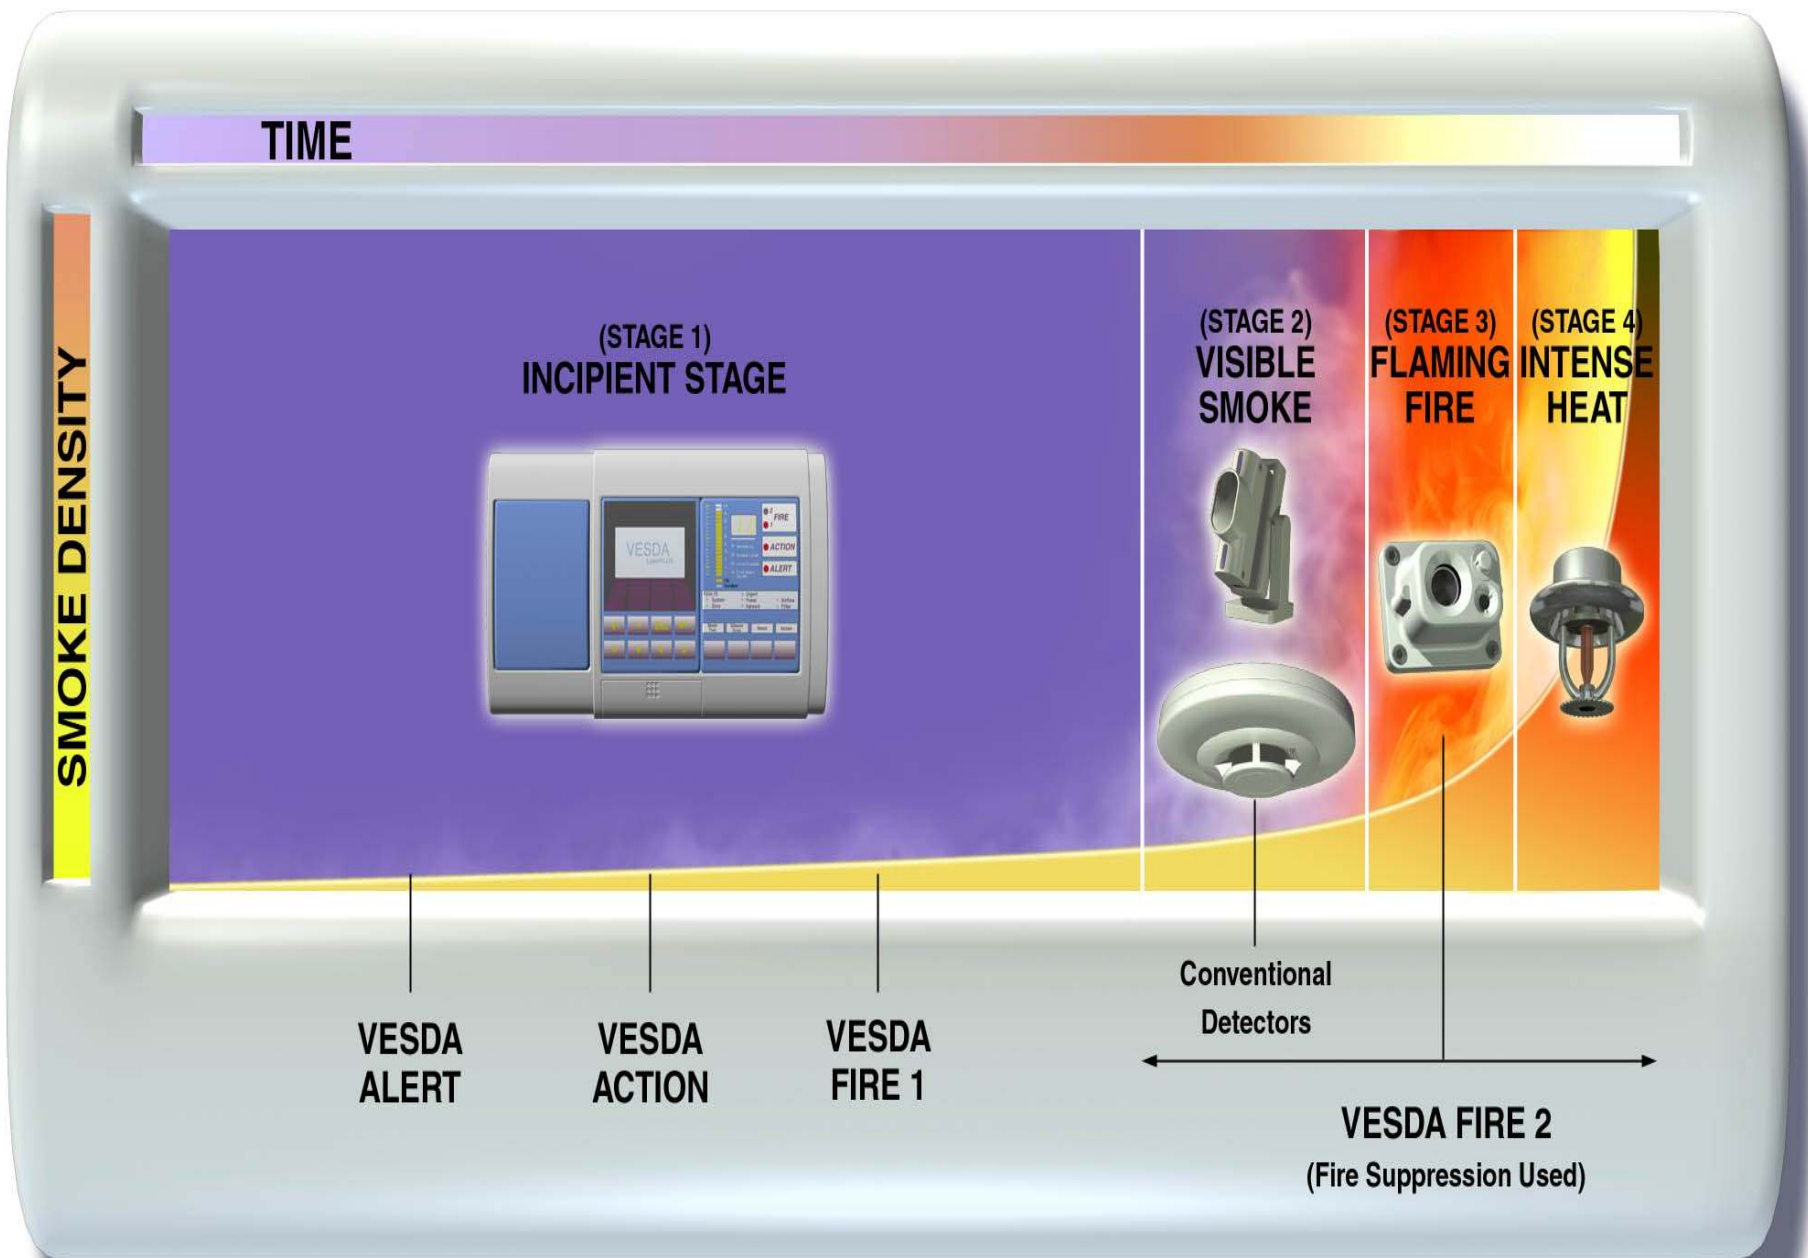 TIME
SMOKE DENSITY
(STAGE 1)
INCIPIENT STAGE
(STAGE 2)
VISIBLE
SMOKE
(STAGE 3)
FLAMING
FIRE
(STAGE 4)
INTENSE
HEAT
VESDA
FIRE
ACTION
ALERT
Conventional
Detectors
VESDA
ALERT
VESDA
ACTION
VESDA
FIRE 1
VESDA FIRE 2
(Fire Suppression Used)